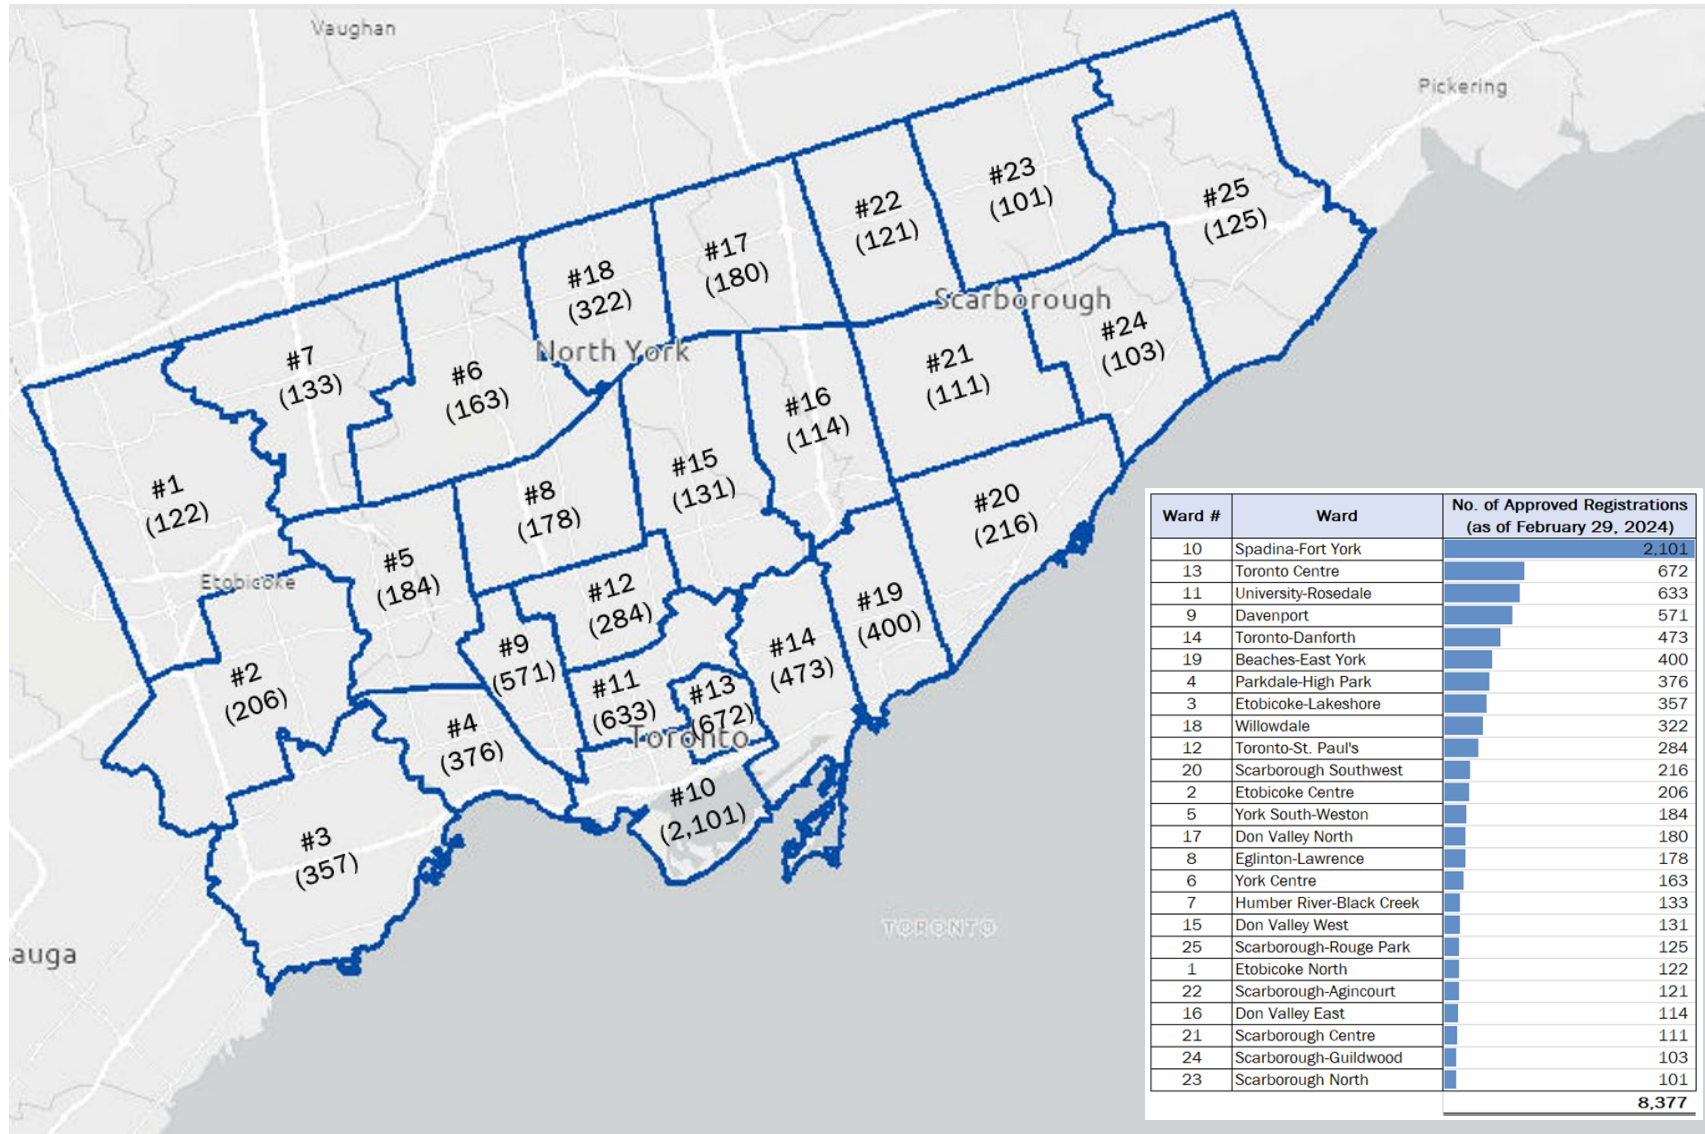 Vaughan
Pickering
#23
(101)
#25
(125)
#22
(121)
#17
(180)
#18
(322)
Scarborough
North York
#24
(103)
#21
(111)
#7
(133)
#6
(163)
#16
(114)
#15
(131)
#1
(122)
#8
(178)
#20
(216)
#5
(184)
Etobicoke
#12
(284)
#19
(400)
#9
(571)
#14
(473)
#2
(206)
#11
(633)
#13
(672)
Toronto
#4
(376)
#10
(2,101)
#3
(357)
TORONTO
auga
Ward # Ward No. of Approved Registrations
(as of February 29, 2024)
10 Spadina-Fort York 2,101
13 Toronto Centre 672
11 University-Rosedale 633
9 Davenport 571
14 Toronto-Danforth 473
19 Beaches-East York 400
4 Parkdale-High Park 376
3 Etobicoke-Lakeshore 357
18 Willowdale 322
12 Toronto-St. Paul's 284
20 Scarborough Southwest 216
2 Etobicoke Centre 206
5 York South-Weston 184
17 Don Valley North 180
8 Eglinton-Lawrence 178
6 York Centre 163
7 Humber River-Black Creek 133
15 Don Valley West 131
25 Scarborough-Rouge Park 125
1 Etobicoke North 122
22 Scarborough-Agincourt 121
16 Don Valley East 114
21 Scarborough Centre 111
24 Scarborough-Guildwood 103
23 Scarborough North 101
8,377